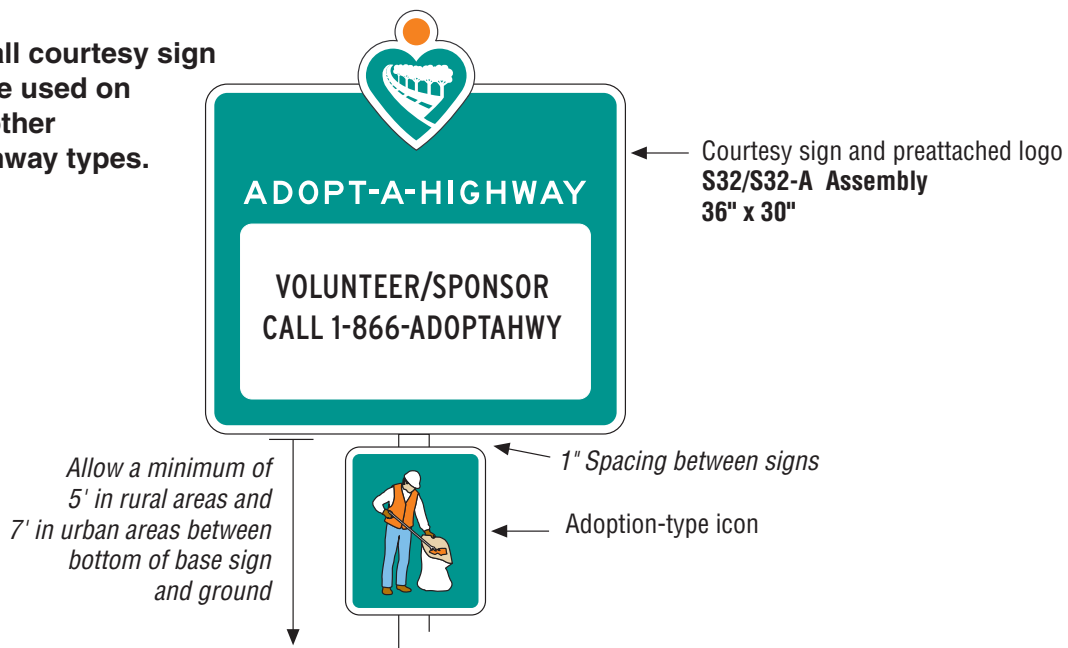 all courtesy sign
e used on
other
hway types.
ADOPT-A-HIGHWAY
VOLUNTEER/SPONSOR
CALL 1-866-ADOPTAHWY
Courtesy sign and preattached logo
S32/S32-A Assembly
36" x 30"
1" Spacing between signs
Adoption-type icon
Allow a minimum of
5' in rural areas and
7' in urban areas between
bottom of base sign
and ground